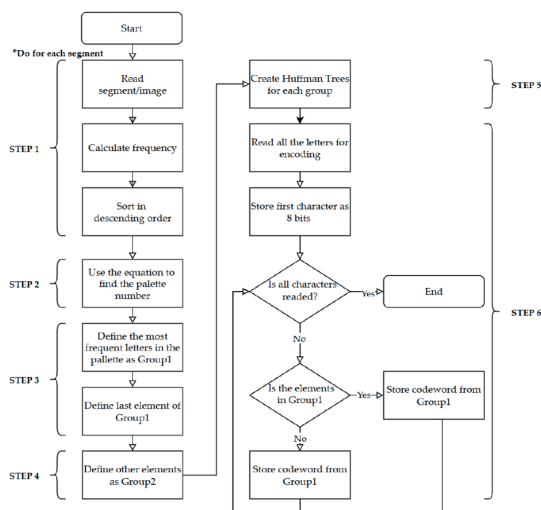 Start
*Do for each segment
STEP 1
Read
segment/image
Calculate frequency
Sort in
descending order
STEP 2
Use the equation to
find the palette
number
STEP 3
Define the most
frequent letters in the
pallette as Group1
Define last element of
Group1
STEP 4
Define other elements
as Group2
STEP 5
Create Huffman Trees
for each group
STEP 6
Read all the letters for
encoding
Store first character as
8 bits
Is all characters
readed?
Yes
End
No
Is the elements
in Group1
Yes
Store codeword from
Group1
No
Store codeword from
Group1